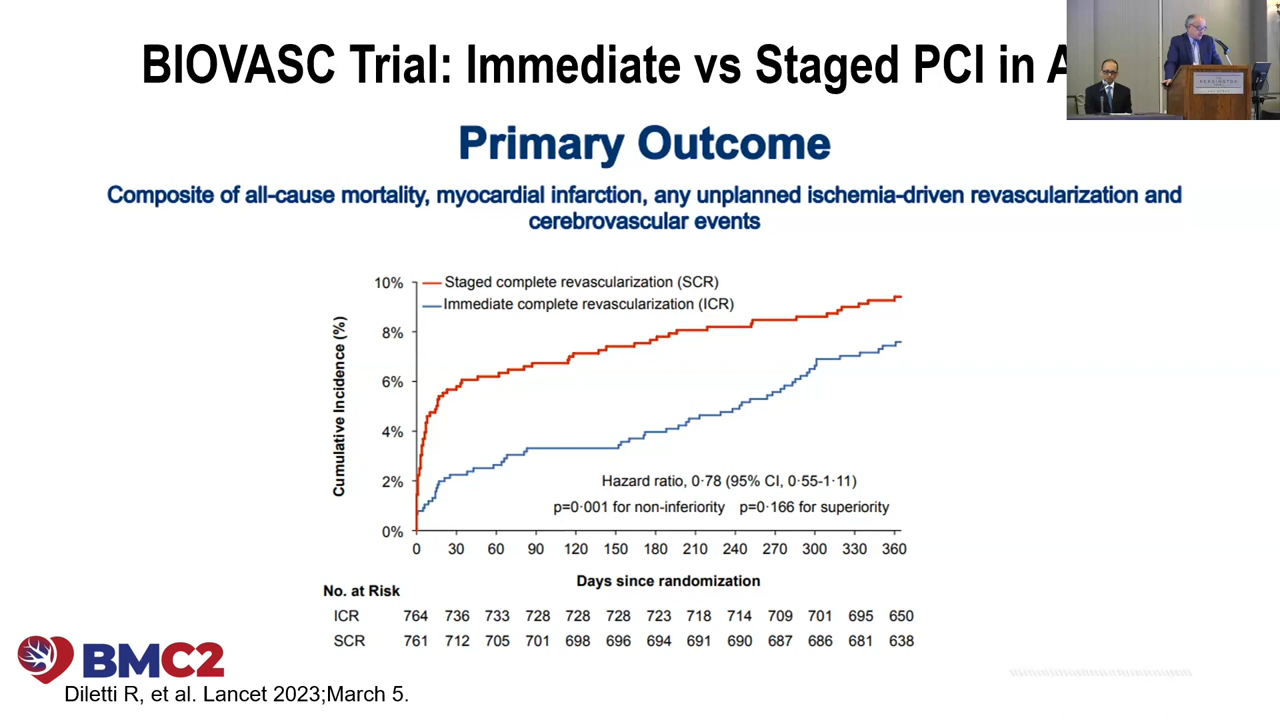 BIOVASC Trial: Immediate vs Staged PCI in A
Primary Outcome
Composite of all-cause mortality, myocardial infarction, any unplanned ischemia-driven revascularization and
cerebrovascular events
Staged complete revascularization (SCR)
Immediate complete revascularization (ICR)
Cumulative Incidence (%)
10%
8%
6%
4%
2%
0%
Hazard ratio, 0·78 (95% CI, 0·55-1·11)
p=0·001 for non-inferiority p=0·166 for superiority
0 30 60 90 120 150 180 210 240 270 300 330 360
Days since randomization
No. at Risk
ICR 764 736 733 728 728 728 723 718 714 709 701 695 650
SCR 761 712 705 701 698 696 694 691 690 687 686 681 638
BMC2
Diletti R, et al. Lancet 2023;March 5.